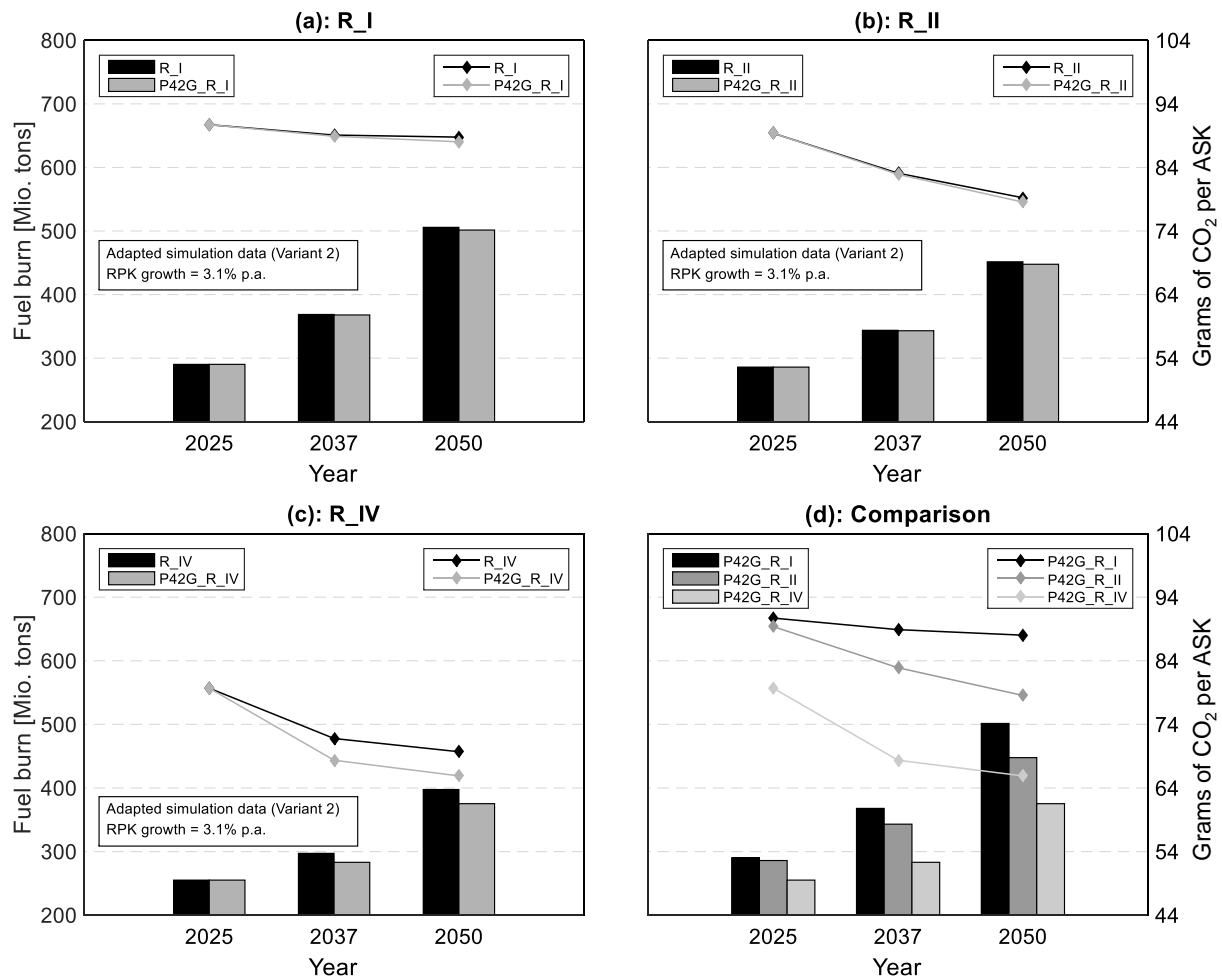 (a): R_I
800
700
600
500
400
300
200
Fuel burn [Mio. tons]
R_I
P42G_R_I
R_I
P42G_R_I
Adapted simulation data (Variant 2)
RPK growth = 3.1% p.a.
2025 2037 2050
Year
(b): R_II
R_II
P42G_R_II
R_II
P42G_R_II
Adapted simulation data (Variant 2)
RPK growth = 3.1% p.a.
104
94
84
74
64
54
44
Grams of CO₂ per ASK
2025 2037 2050
Year
(c): R_IV
800
700
600
500
400
300
200
Fuel burn [Mio. tons]
R_IV
P42G_R_IV
R_IV
P42G_R_IV
Adapted simulation data (Variant 2)
RPK growth = 3.1% p.a.
2025 2037 2050
Year
(d): Comparison
P42G_R_I
P42G_R_II
P42G_R_IV
P42G_R_I
P42G_R_II
P42G_R_IV
104
94
84
74
64
54
44
Grams of CO₂ per ASK
2025 2037 2050
Year